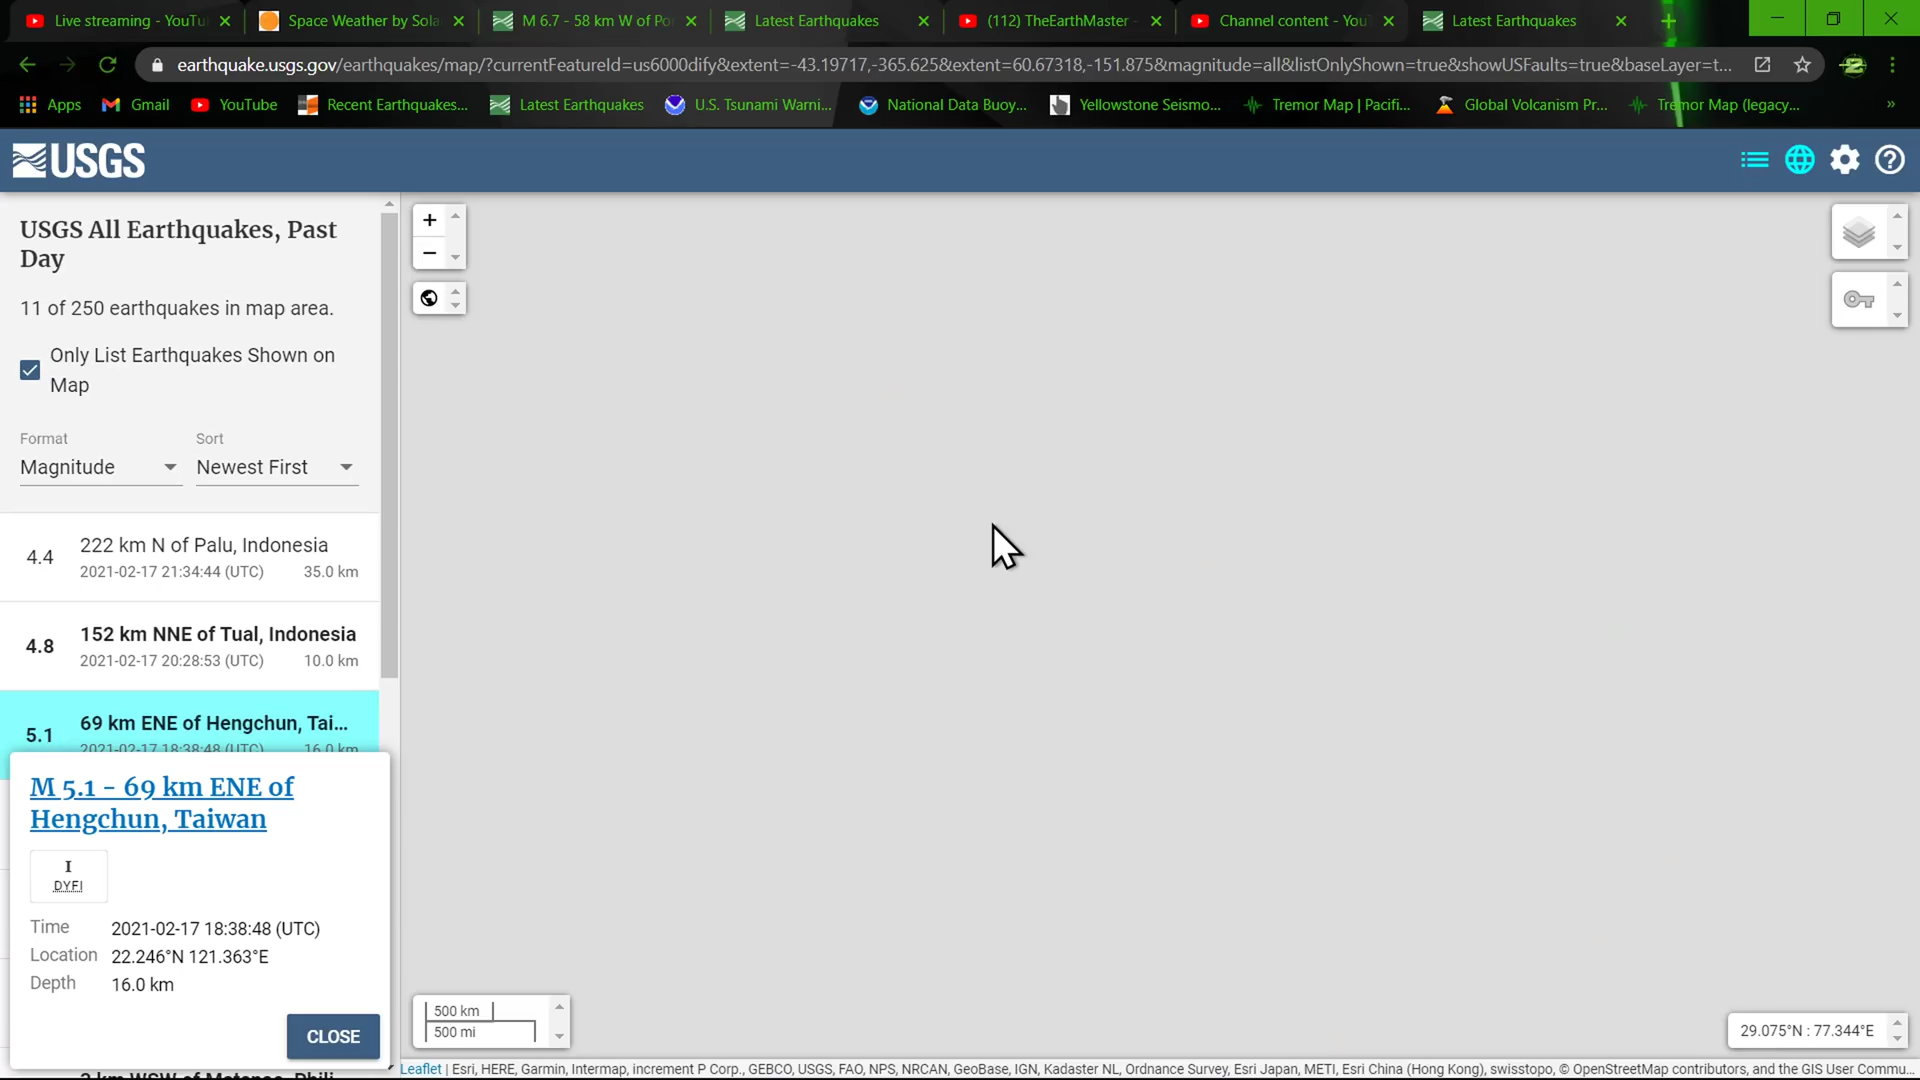 Live streaming - YouTu
Space Weather by Sola
M 6.7 - 58 km W of Po
Latest Earthquakes
(112) TheEarthMaster -
Channel content - You
Latest Earthquakes
earthquake.usgs.gov/earthquakes/map/?currentFeatureId=us6000dify&extent=-43.19717,-365.625&extent=60.67318,-151.875&magnitude=all&listOnlyShown=true&showUSFaults=true&baseLayer=t...
Apps
Gmail
YouTube
Recent Earthquakes...
Latest Earthquakes
U.S. Tsunami Warni...
National Data Buoy...
Yellowstone Seismo...
Tremor Map | Pacifi...
Global Volcanism Pr...
Tremor Map (legacy...
»
USGS
USGS All Earthquakes, Past
Day
11 of 250 earthquakes in map area.
Only List Earthquakes Shown on
Map
Format
Sort
Magnitude
Newest First
4.4
222 km N of Palu, Indonesia
2021-02-17 21:34:44 (UTC) 35.0 km
4.8
152 km NNE of Tual, Indonesia
2021-02-17 20:28:53 (UTC) 10.0 km
5.1
69 km ENE of Hengchun, Tai...
2021-02-17 18:38:48 (UTC) 16.0 km
M 5.1 - 69 km ENE of
Hengchun, Taiwan
I
DYFI
Time 2021-02-17 18:38:48 (UTC)
Location 22.246°N 121.363°E
Depth 16.0 km
CLOSE
+
−
500 km
500 mi
29.075°N : 77.344°E
Leaflet | Esri, HERE, Garmin, Intermap, increment P Corp., GEBCO, USGS, FAO, NPS, NRCAN, GeoBase, IGN, Kadaster NL, Ordnance Survey, Esri Japan, METI, Esri China (Hong Kong), swisstopo, © OpenStreetMap contributors, and the GIS User Commu...